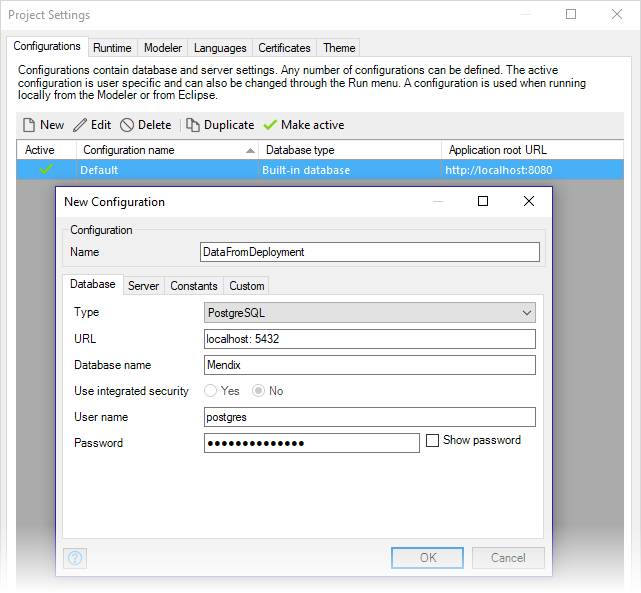 Project Settings
Configurations Runtime Modeler Languages Certificates Theme
Configurations contain database and server settings. Any number of configurations can be defined. The active
configuration is user specific and can also be changed through the Run menu. A configuration is used when running
locally from the Modeler or from Eclipse.
New Edit Delete Duplicate Make active
Active Configuration name Database type Application root URL
Default Built-in database http://localhost:8080
New Configuration
Configuration
Name DataFromDeployment
Database Server Constants Custom
Type PostgreSQL
URL localhost: 5432
Database name Mendix
Use integrated security Yes No
User name postgres
Password ●●●●●●●●●●●●●● Show password
? OK Cancel